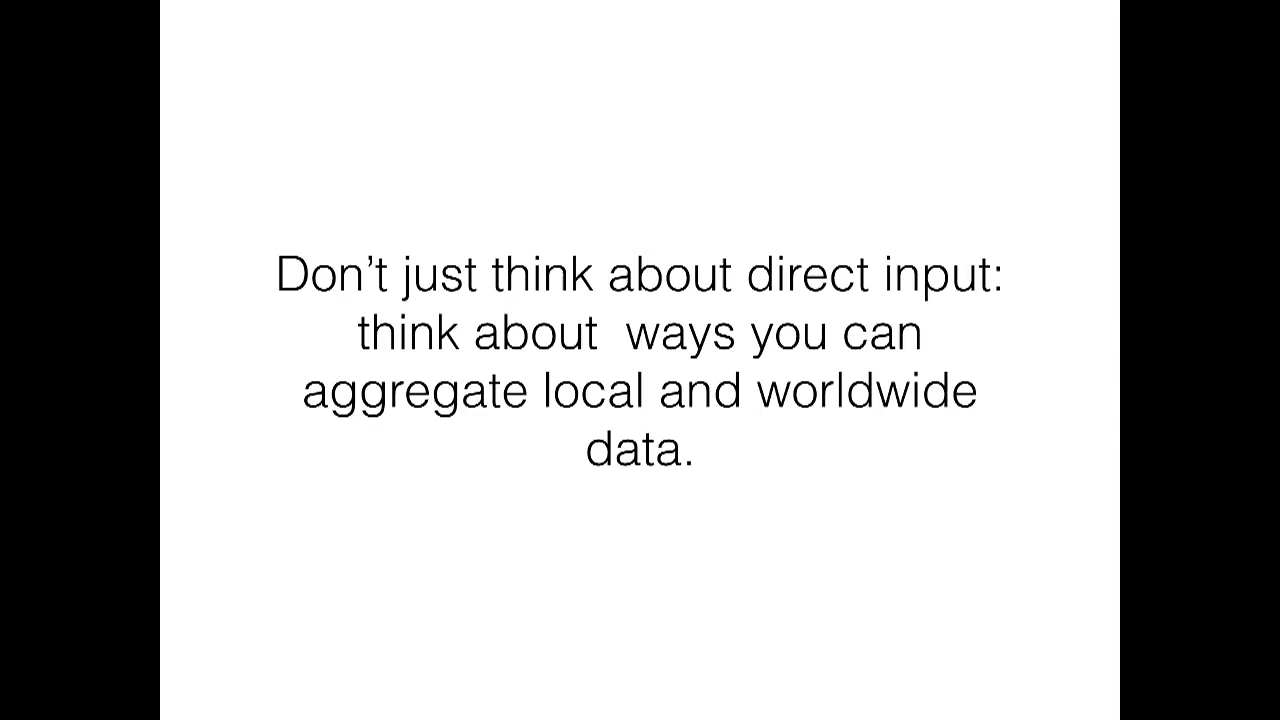 Don’t just think about direct input:
think about  ways you can
aggregate local and worldwide
data.